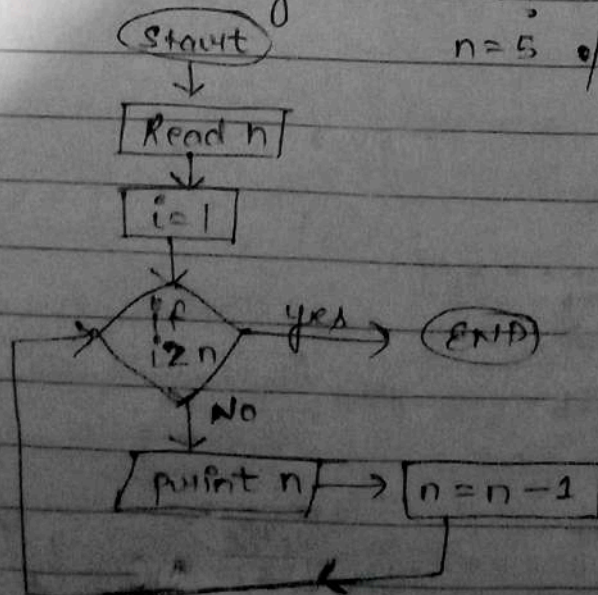 Start
n = 5
Read n
i = 1
if
yes
END
NO
print n
n = n - 1